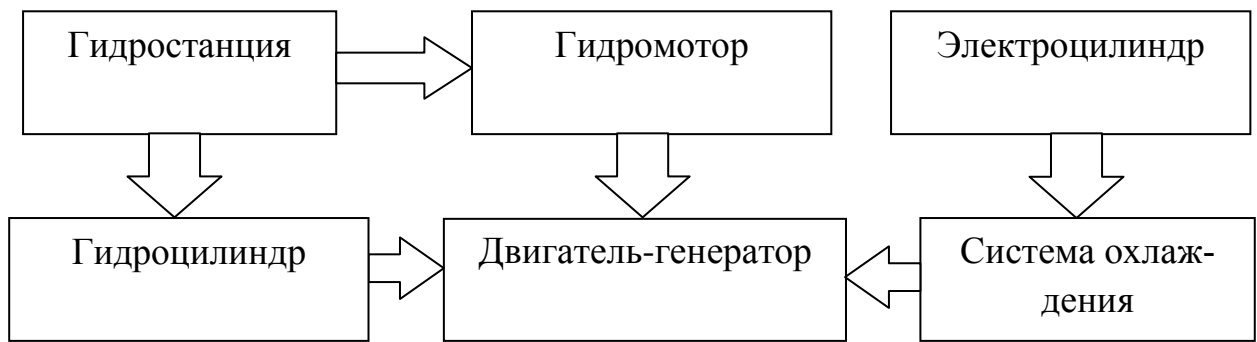 Гидростанция
Гидромотор
Электроцилиндр
Гидроцилиндр
Двигатель-генератор
Система охлаж-
дения